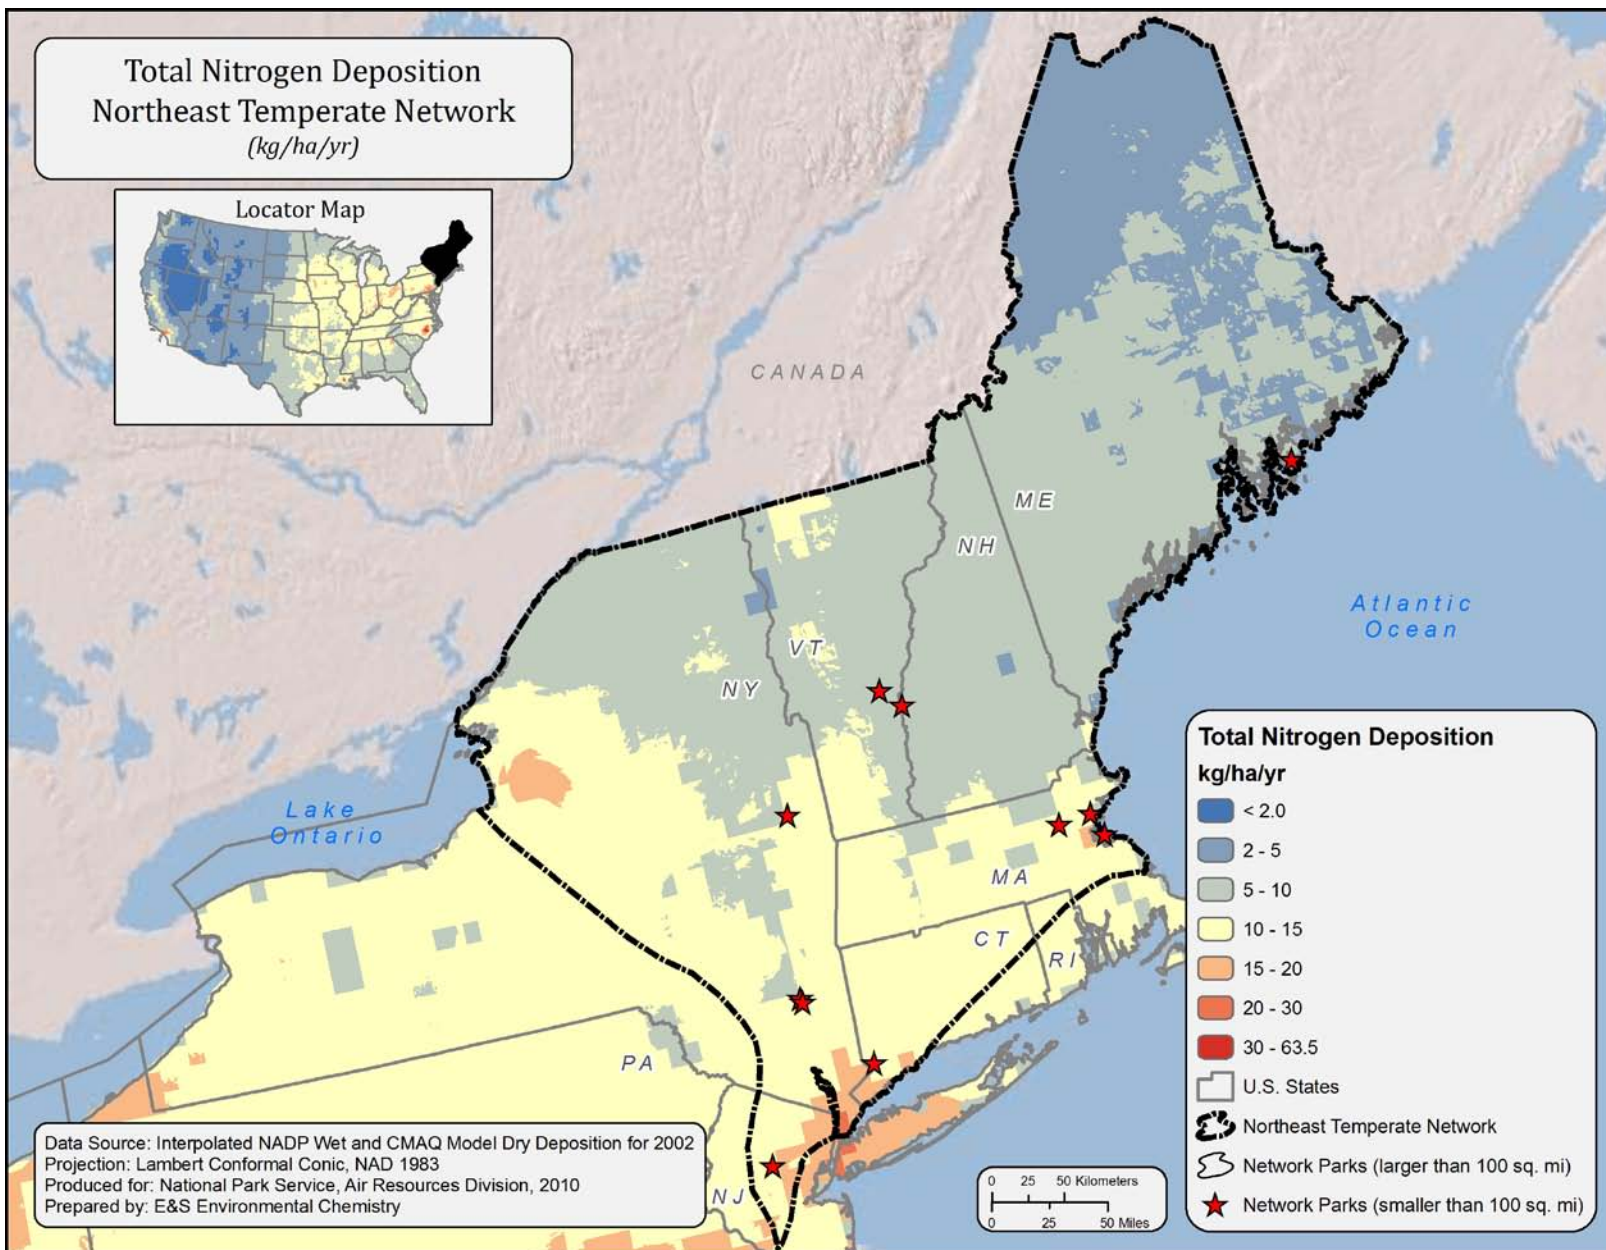 Total Nitrogen Deposition
Northeast Temperate Network
(kg/ha/yr)
Locator Map
CANADA
ME
NH
VT
NY
Atlantic
Ocean
Lake
Ontario
MA
CT
RI
PA
NJ
Total Nitrogen Deposition
kg/ha/yr
< 2.0
2 - 5
5 - 10
10 - 15
15 - 20
20 - 30
30 - 63.5
U.S. States
Northeast Temperate Network
Network Parks (larger than 100 sq. mi)
Network Parks (smaller than 100 sq. mi)
Data Source: Interpolated NADP Wet and CMAQ Model Dry Deposition for 2002
Projection: Lambert Conformal Conic, NAD 1983
Produced for: National Park Service, Air Resources Division, 2010
Prepared by: E&S Environmental Chemistry
0 25 50 Kilometers
0 25 50 Miles